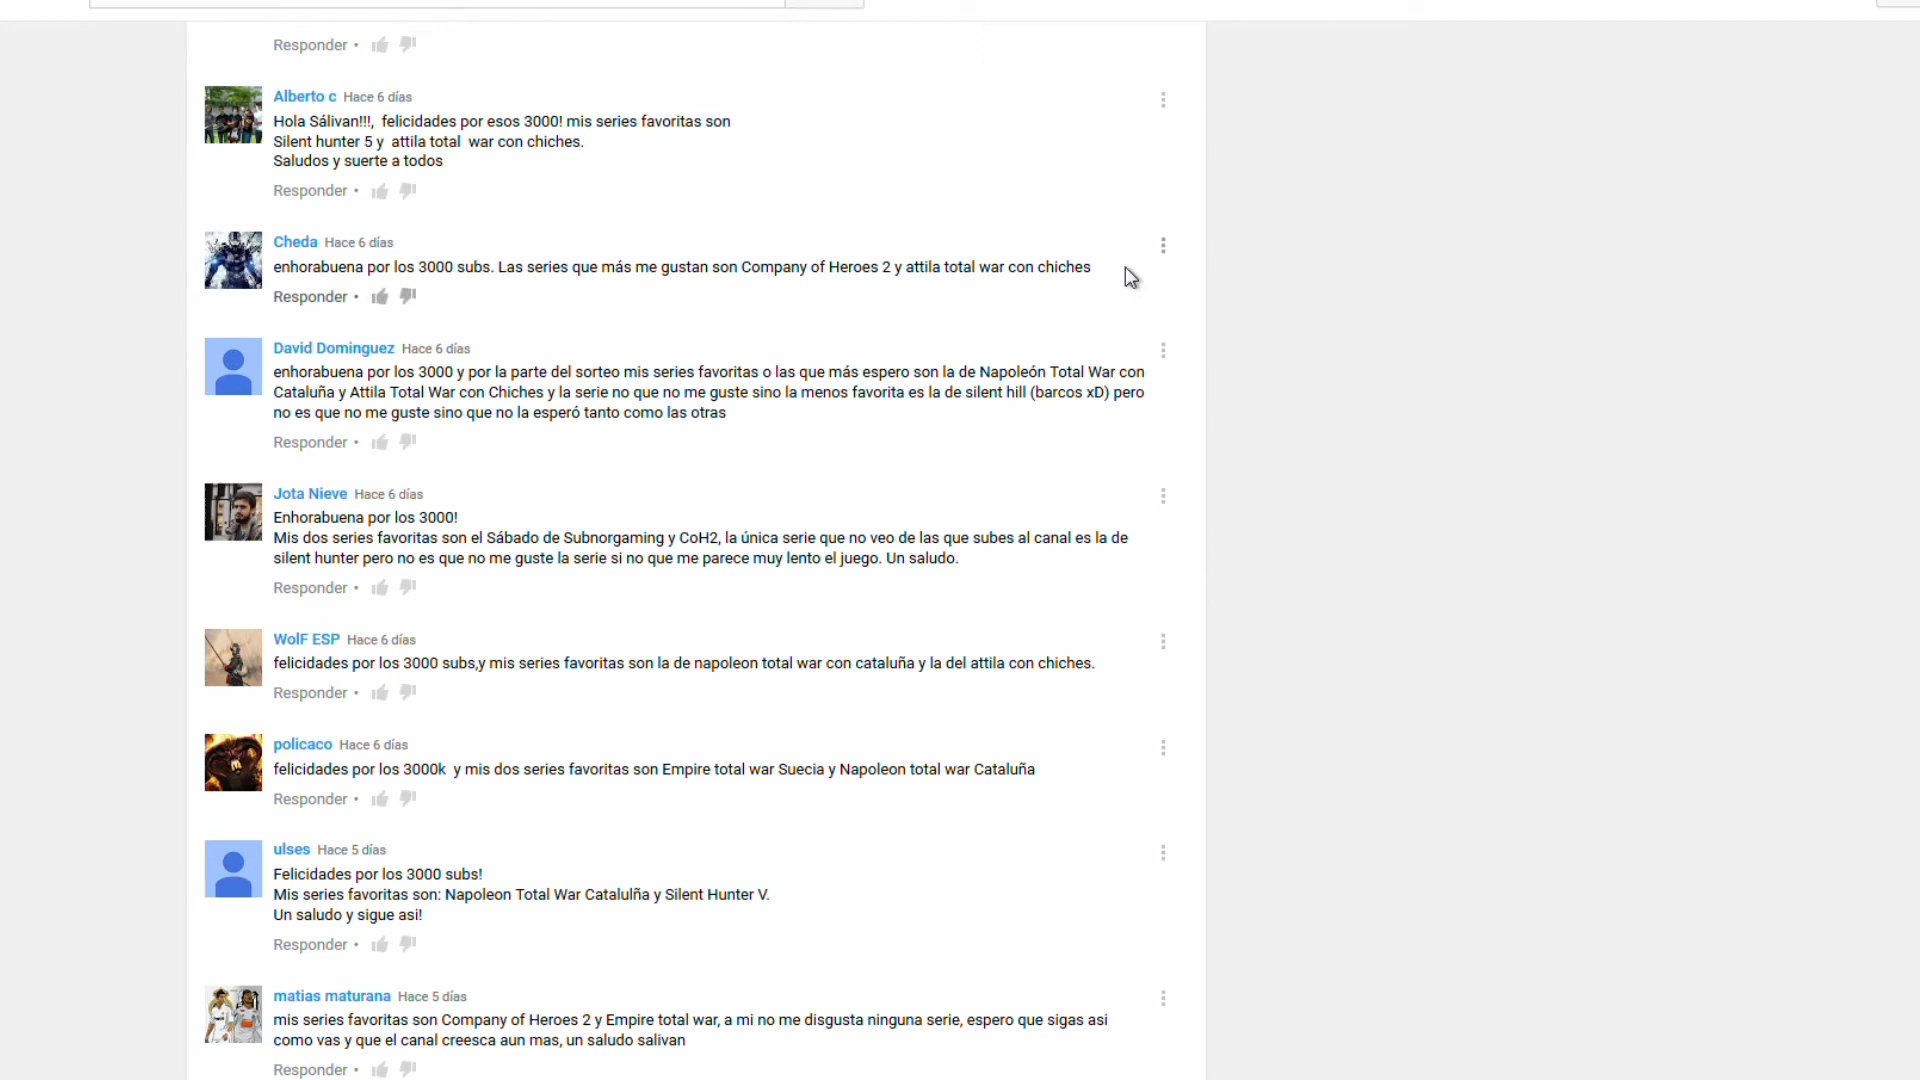 Responder •
Alberto c Hace 6 días
Hola Sálivan!!!, felicidades por esos 3000! mis series favoritas son
Silent hunter 5 y attila total war con chiches.
Saludos y suerte a todos
Responder •
Cheda Hace 6 días
enhorabuena por los 3000 subs. Las series que más me gustan son Company of Heroes 2 y attila total war con chiches
Responder •
David Dominguez Hace 6 días
enhorabuena por los 3000 y por la parte del sorteo mis series favoritas o las que más espero son la de Napoleón Total War con
Cataluña y Attila Total War con Chiches y la serie no que no me guste sino la menos favorita es la de silent hill (barcos xD) pero
no es que no me guste sino que no la esperó tanto como las otras
Responder •
Jota Nieve Hace 6 días
Enhorabuena por los 3000!
Mis dos series favoritas son el Sábado de Subnorgaming y CoH2, la única serie que no veo de las que subes al canal es la de
silent hunter pero no es que no me guste la serie si no que me parece muy lento el juego. Un saludo.
Responder •
WolF ESP Hace 6 días
felicidades por los 3000 subs,y mis series favoritas son la de napoleon total war con cataluña y la del attila con chiches.
Responder •
policaco Hace 6 días
felicidades por los 3000k y mis dos series favoritas son Empire total war Suecia y Napoleon total war Cataluña
Responder •
ulses Hace 5 días
Felicidades por los 3000 subs!
Mis series favoritas son: Napoleon Total War Catalulña y Silent Hunter V.
Un saludo y sigue asi!
Responder •
matias maturana Hace 5 días
mis series favoritas son Company of Heroes 2 y Empire total war, a mi no me disgusta ninguna serie, espero que sigas asi
como vas y que el canal creesca aun mas, un saludo salivan
Responder •